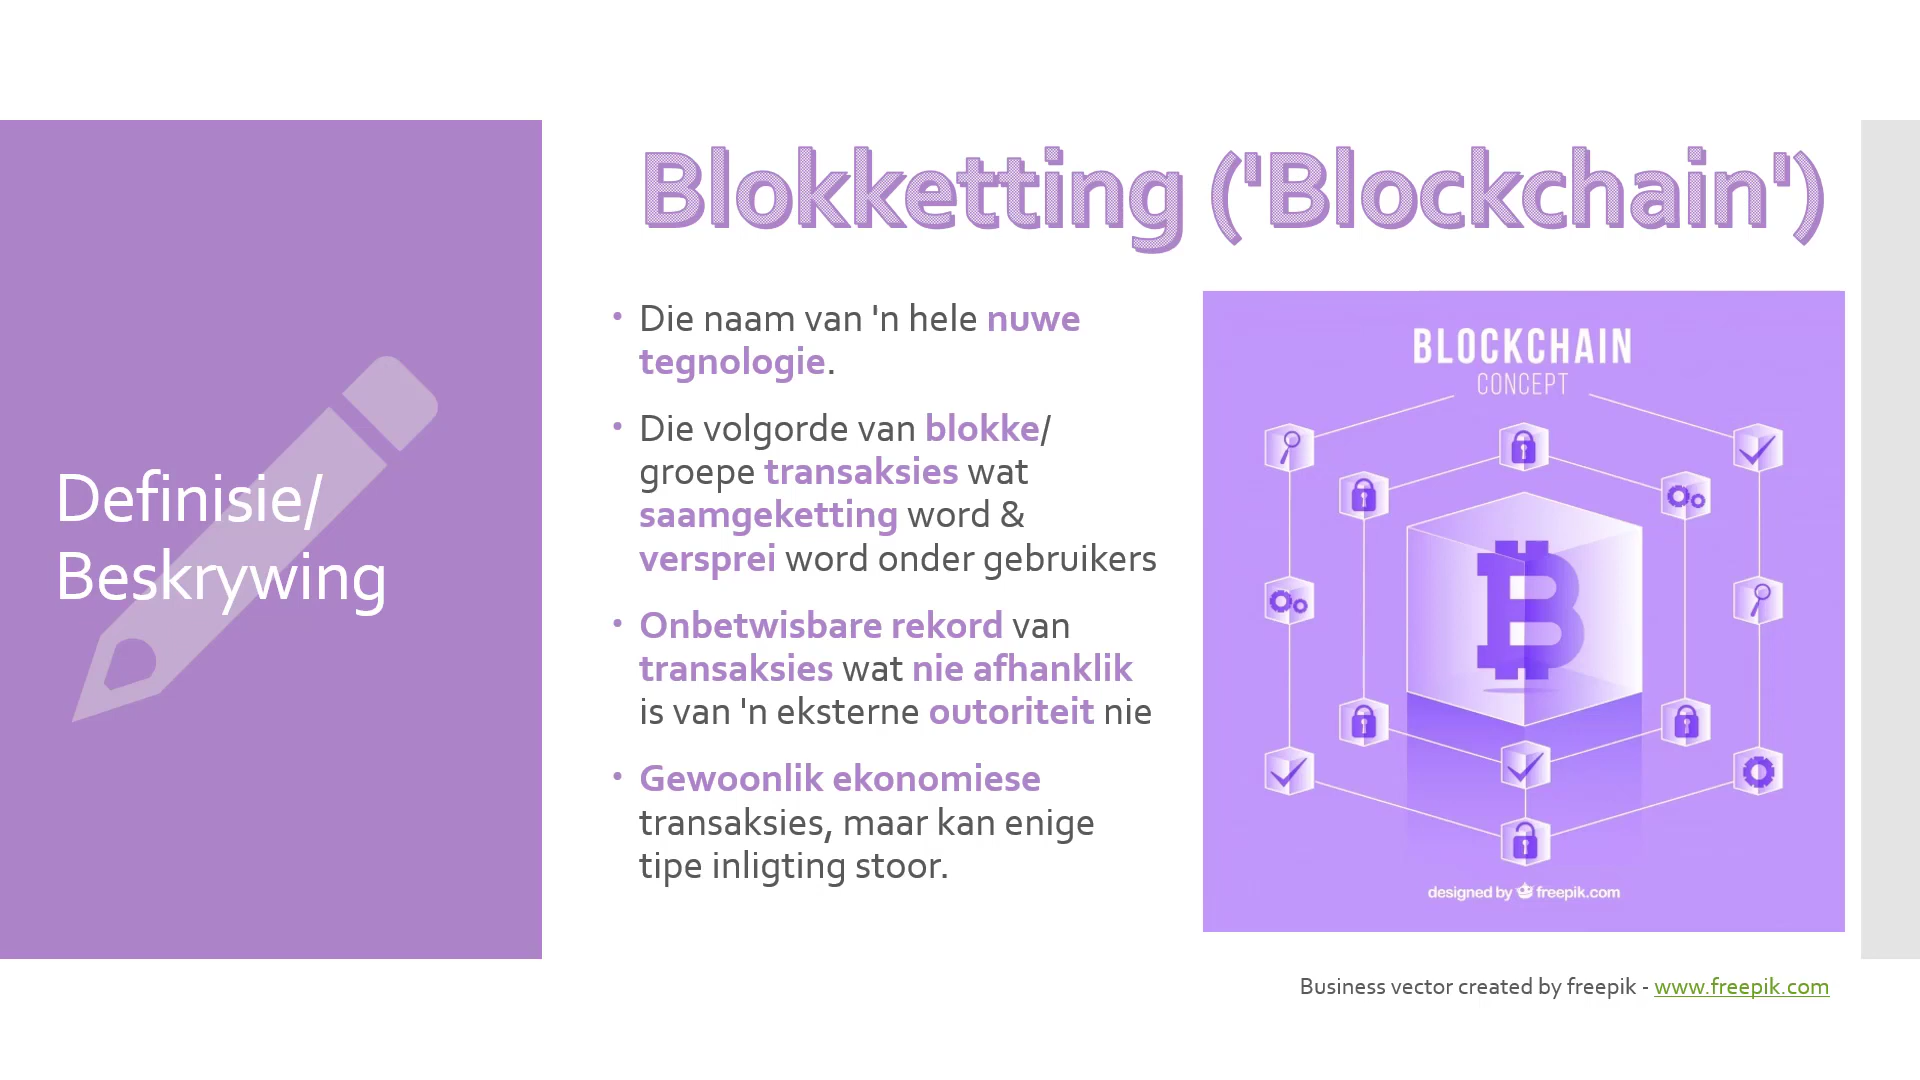 Definisie/
Beskrywing
Blokketting ('Blockchain')
• Die naam van 'n hele nuwe
tegnologie.
• Die volgorde van blokke/
groepe transaksies wat
saamgeketting word &
versprei word onder gebruikers
• Onbetwisbare rekord van
transaksies wat nie afhanklik
is van 'n eksterne outoriteit nie
• Gewoonlik ekonomiese
transaksies, maar kan enige
tipe inligting stoor.
BLOCKCHAIN
CONCEPT
designed by freepik.com
Business vector created by freepik - www.freepik.com